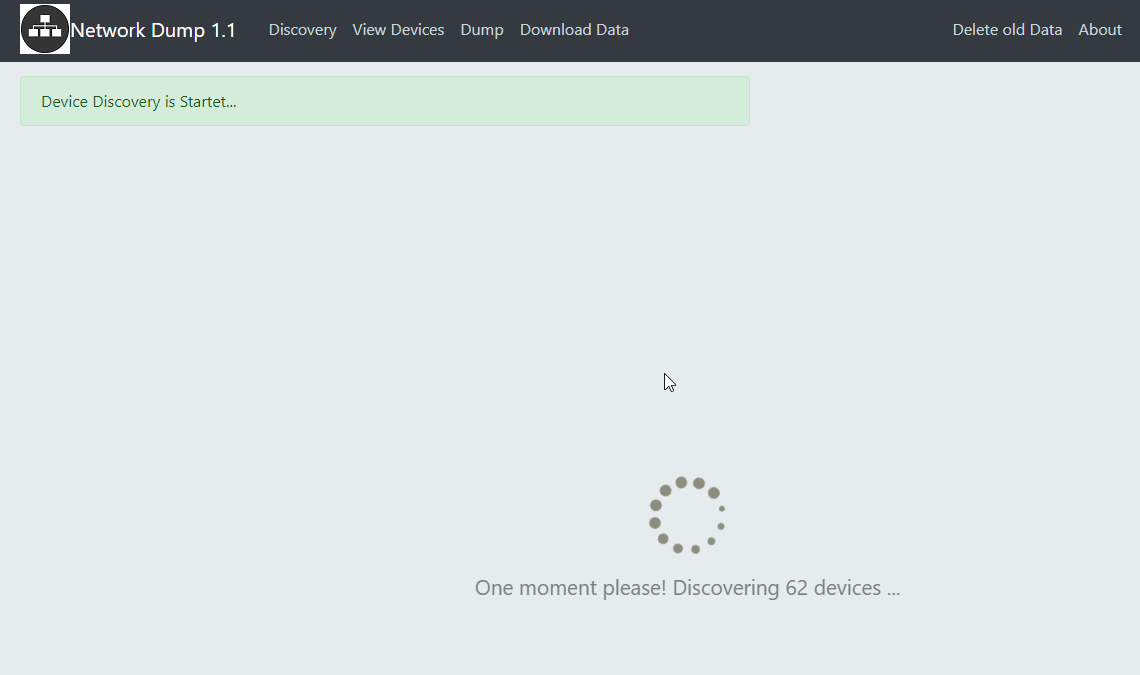 Network Dump 1.1 Discovery View Devices Dump Download Data Delete old Data About
Device Discovery is Startet...
One moment please! Discovering 62 devices ...